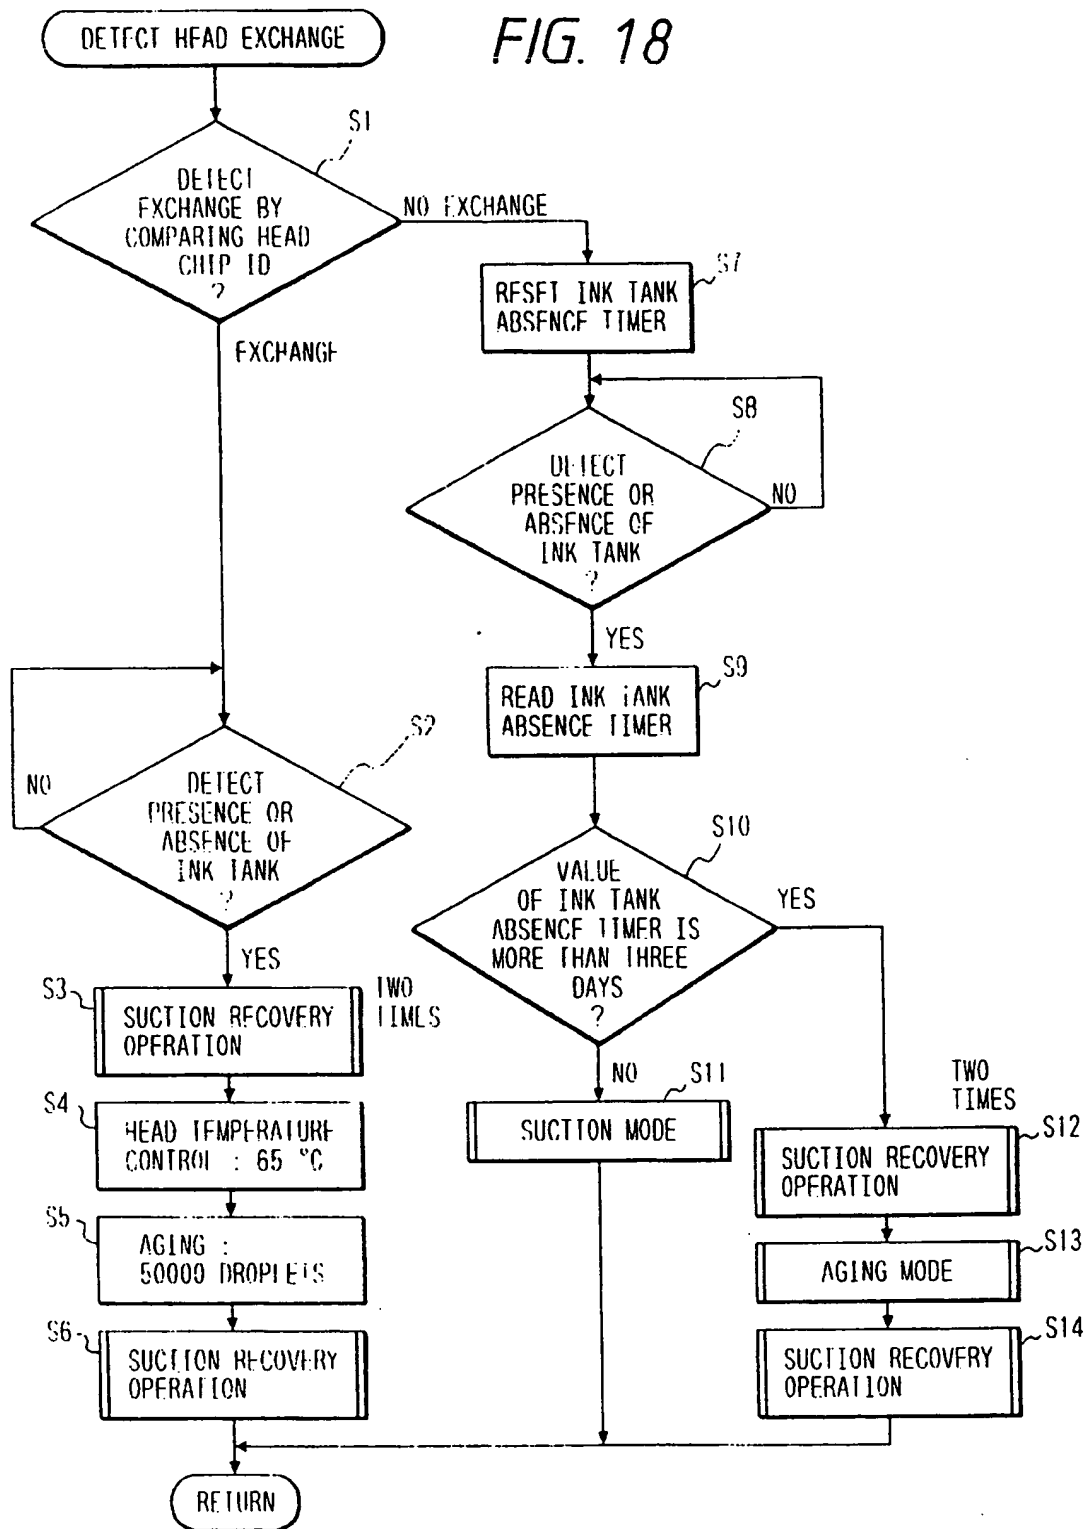 FIG. 18
DETECT HEAD EXCHANGE
S1
DETECT
EXCHANGE BY
COMPARING HEAD
CHIP ID
?
NO EXCHANGE
EXCHANGE
S7
RESET INK TANK
ABSENCE TIMER
S8
DETECT
PRESENCE OR
ABSENCE OF
INK TANK
?
NO
YES
S9
READ INK TANK
ABSENCE TIMER
S2
DETECT
PRESENCE OR
ABSENCE OF
INK TANK
?
NO
YES
S10
VALUE
OF INK TANK
ABSENCE TIMER IS
MORE THAN THREE
DAYS
?
YES
NO
S3
SUCTION RECOVERY
OPERATION
TWO
TIMES
S4
HEAD TEMPERATURE
CONTROL : 65 °C
S5
AGING :
50000 DROPLETS
S6
SUCTION RECOVERY
OPERATION
S11
SUCTION MODE
TWO
TIMES
S12
SUCTION RECOVERY
OPERATION
S13
AGING MODE
S14
SUCTION RECOVERY
OPERATION
RETURN